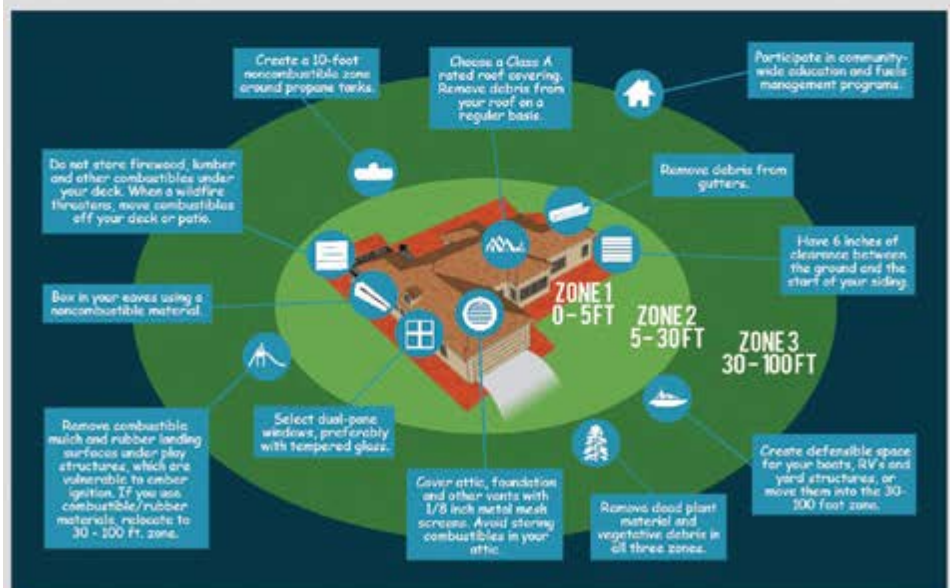 Create a 10-foot
noncombustible zone
around propane tanks.
Choose a Class A
rated roof covering.
Remove debris from
your roof on a
regular basis.
Participate in community-
wide education and fuels
management programs.
Do not store firewood, lumber
and other combustibles under
your deck. When a wildfire
threatens, move combustibles
off your deck or patio.
Remove debris from
gutters.
Have 6 inches of
clearance between
the ground and the
start of your siding.
Box in your eaves using a
noncombustible material.
ZONE 1
0 – 5 FT
ZONE 2
5 – 30 FT
ZONE 3
30 – 100 FT
Remove combustible
mulch and rubber landing
surfaces under play
structures, which are
vulnerable to ember
ignition. If you use
combustible/rubber
materials, relocate to
30 - 100 ft. zone.
Select dual-pane
windows, preferably
with tempered glass.
Cover attic, foundation
and other vents with
1/8 inch metal mesh
screens. Avoid storing
combustibles in your
attic.
Remove dead plant
material and
vegetative debris in
all three zones.
Create defensible space
for your boats, RV's and
yard structures, or
move them into the 30-
100 foot zone.